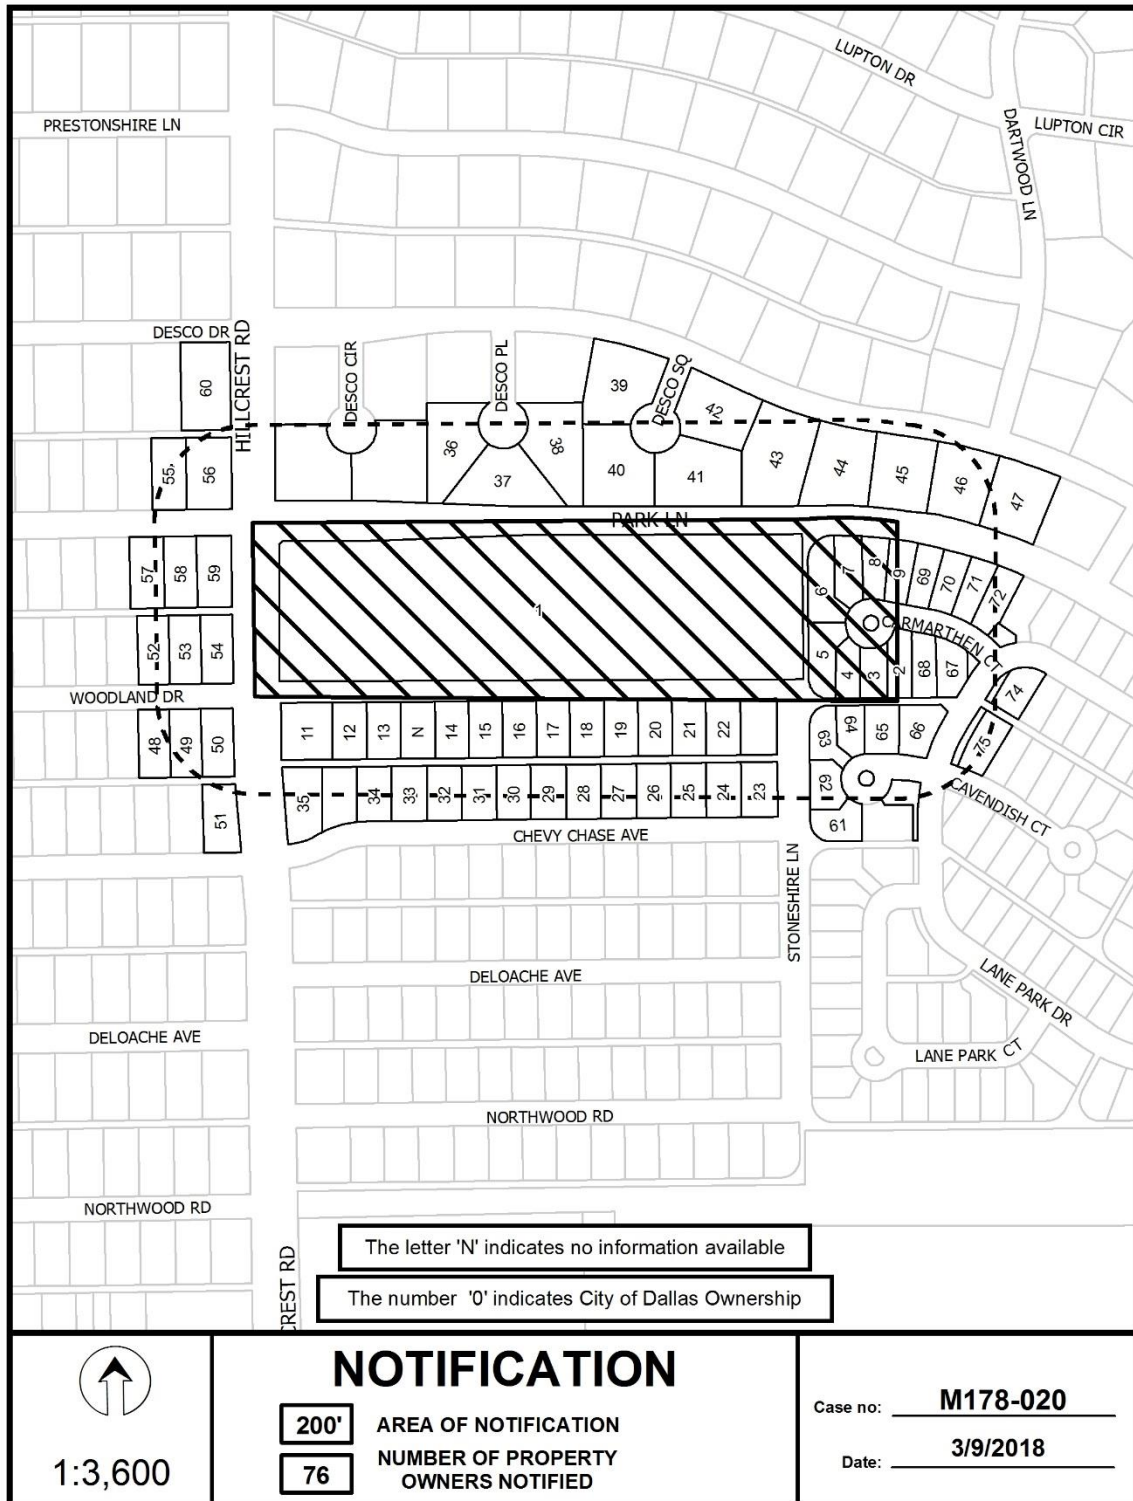 LUPTON DR
PRESTONSHIRE LN
LUPTON CIR
DARTWOOD LN
DESCO DR
HILLCREST RD
DESCO CIR
DESCO PL
DESCO SQ
60
39
42
55
56
36
38
37
40
41
43
44
45
46
47
PARK LN
57
58
59
1
6
7
8
9
69
70
71
72
CARMARTHEN CT
52
53
54
5
4
3
2
68
67
WOODLAND DR
74
48
49
50
11
12
13
N
14
15
16
17
18
19
20
21
22
63
64
65
66
75
51
35
34
33
32
31
30
29
28
27
26
25
24
23
62
61
CAVENDISH CT
CHEVY CHASE AVE
STONESHIRE LN
DELOACHE AVE
LANE PARK DR
DELOACHE AVE
LANE PARK CT
NORTHWOOD RD
NORTHWOOD RD
CREST RD
The letter 'N' indicates no information available
The number '0' indicates City of Dallas Ownership
1:3,600
NOTIFICATION
200' AREA OF NOTIFICATION
76 NUMBER OF PROPERTY
OWNERS NOTIFIED
Case no: M178-020
Date: 3/9/2018